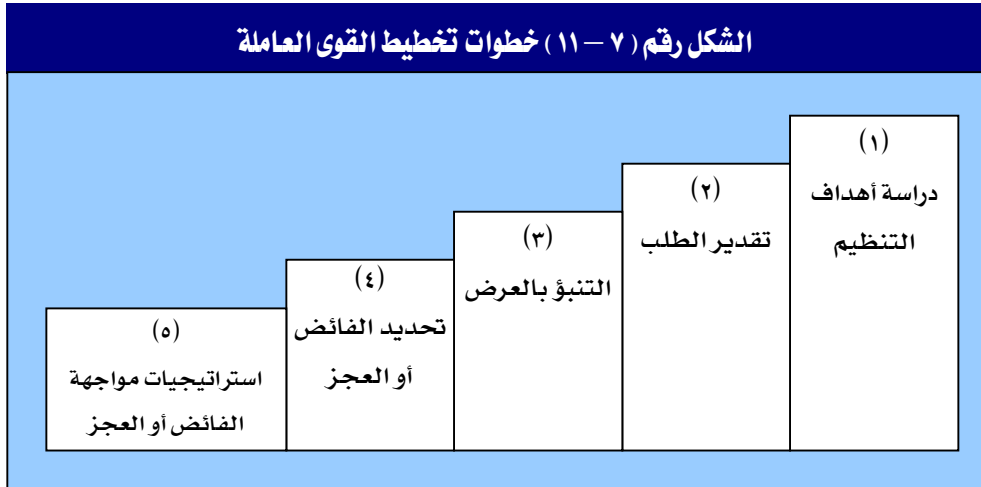 الشكل رقم ( ٧ – ١١ ) خطوات تخطيط القوى العاملة
(١)
دراسة أهداف
التنظيم
(٢)
تقدير الطلب
(٣)
التنبؤ بالعرض
(٤)
تحديد الفائض
أو العجز
(٥)
استراتيجيات مواجهة
الفائض أو العجز